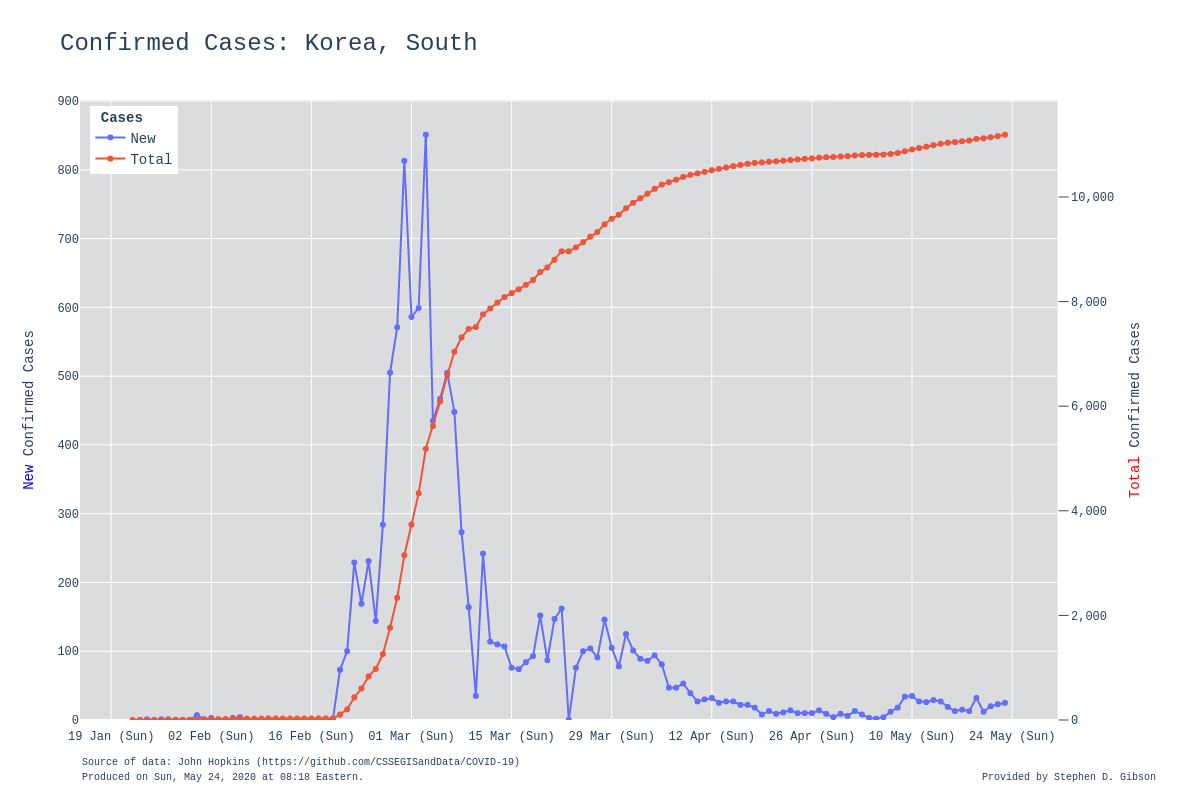 Confirmed Cases: Korea, South
Cases
New
Total
900
800
700
600
500
400
300
200
100
0
New Confirmed Cases
10,000
8,000
6,000
4,000
2,000
0
Total Confirmed Cases
19 Jan (Sun)
02 Feb (Sun)
16 Feb (Sun)
01 Mar (Sun)
15 Mar (Sun)
29 Mar (Sun)
12 Apr (Sun)
26 Apr (Sun)
10 May (Sun)
24 May (Sun)
Source of data: John Hopkins (https://github.com/CSSEGISandData/COVID-19)
Produced on Sun, May 24, 2020 at 08:18 Eastern.
Provided by Stephen D. Gibson